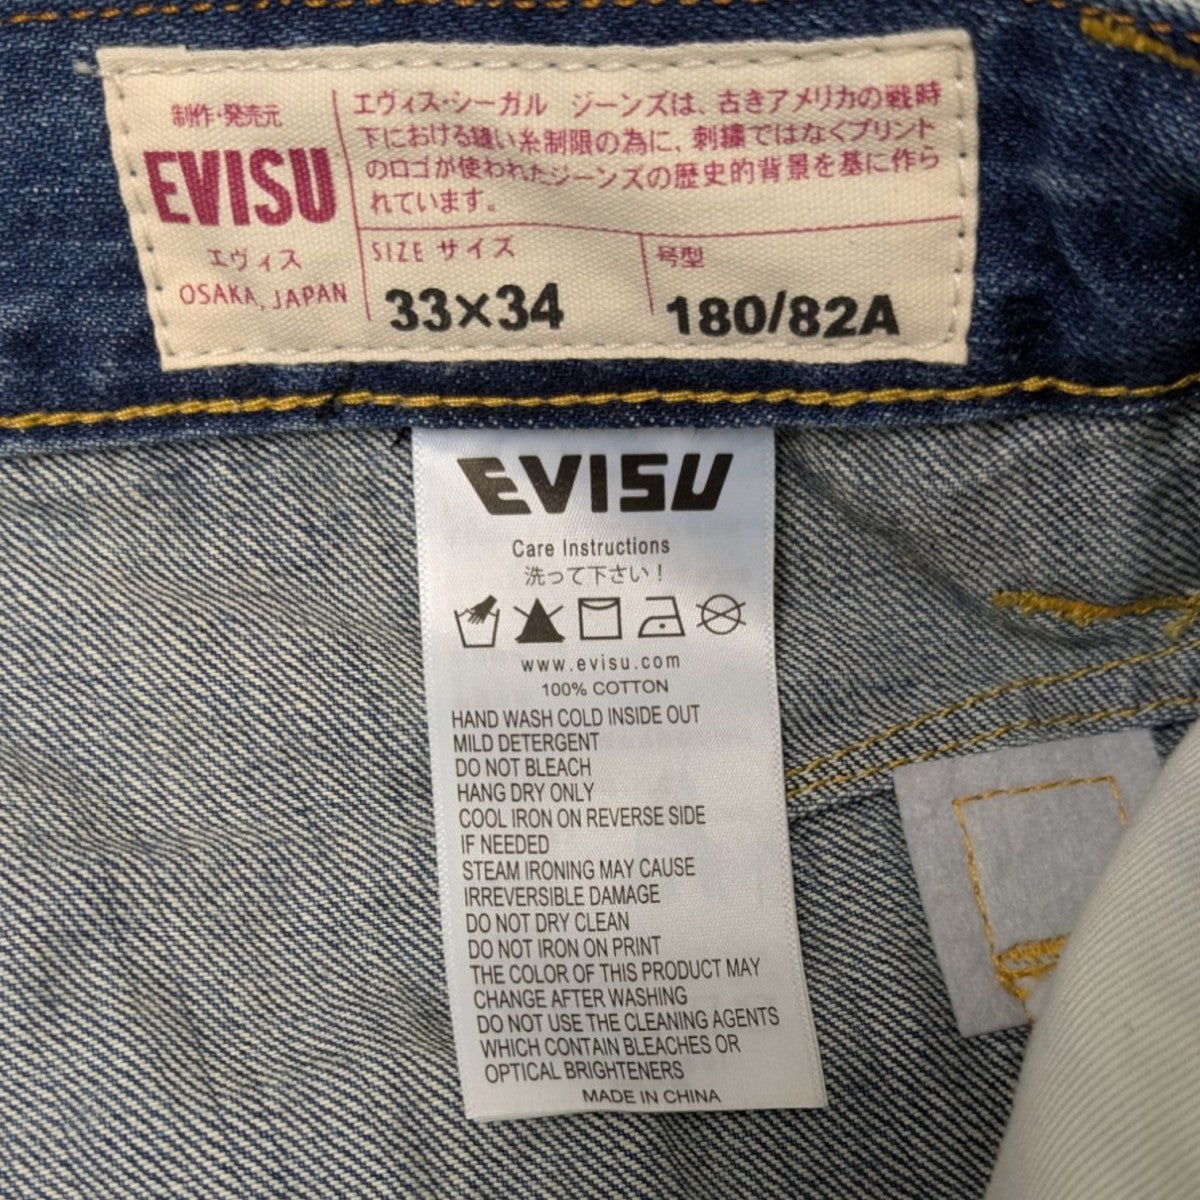 制作・発売元
EVISU
エヴィス
OSAKA, JAPAN
エヴィス・シーガル ジーンズは、古きアメリカの戦時
下における縫い糸制限の為に、刺繍ではなくプリント
のロゴが使われたジーンズの歴史的背景を基に作ら
れています。
SIZE サイズ
33×34
号型
180/82A
EVISU
Care Instructions
洗って下さい!
www.evisu.com
100% COTTON
HAND WASH COLD INSIDE OUT
MILD DETERGENT
DO NOT BLEACH
HANG DRY ONLY
COOL IRON ON REVERSE SIDE
IF NEEDED
STEAM IRONING MAY CAUSE
IRREVERSIBLE DAMAGE
DO NOT DRY CLEAN
DO NOT IRON ON PRINT
THE COLOR OF THIS PRODUCT MAY
CHANGE AFTER WASHING
DO NOT USE THE CLEANING AGENTS
WHICH CONTAIN BLEACHES OR
OPTICAL BRIGHTENERS
MADE IN CHINA